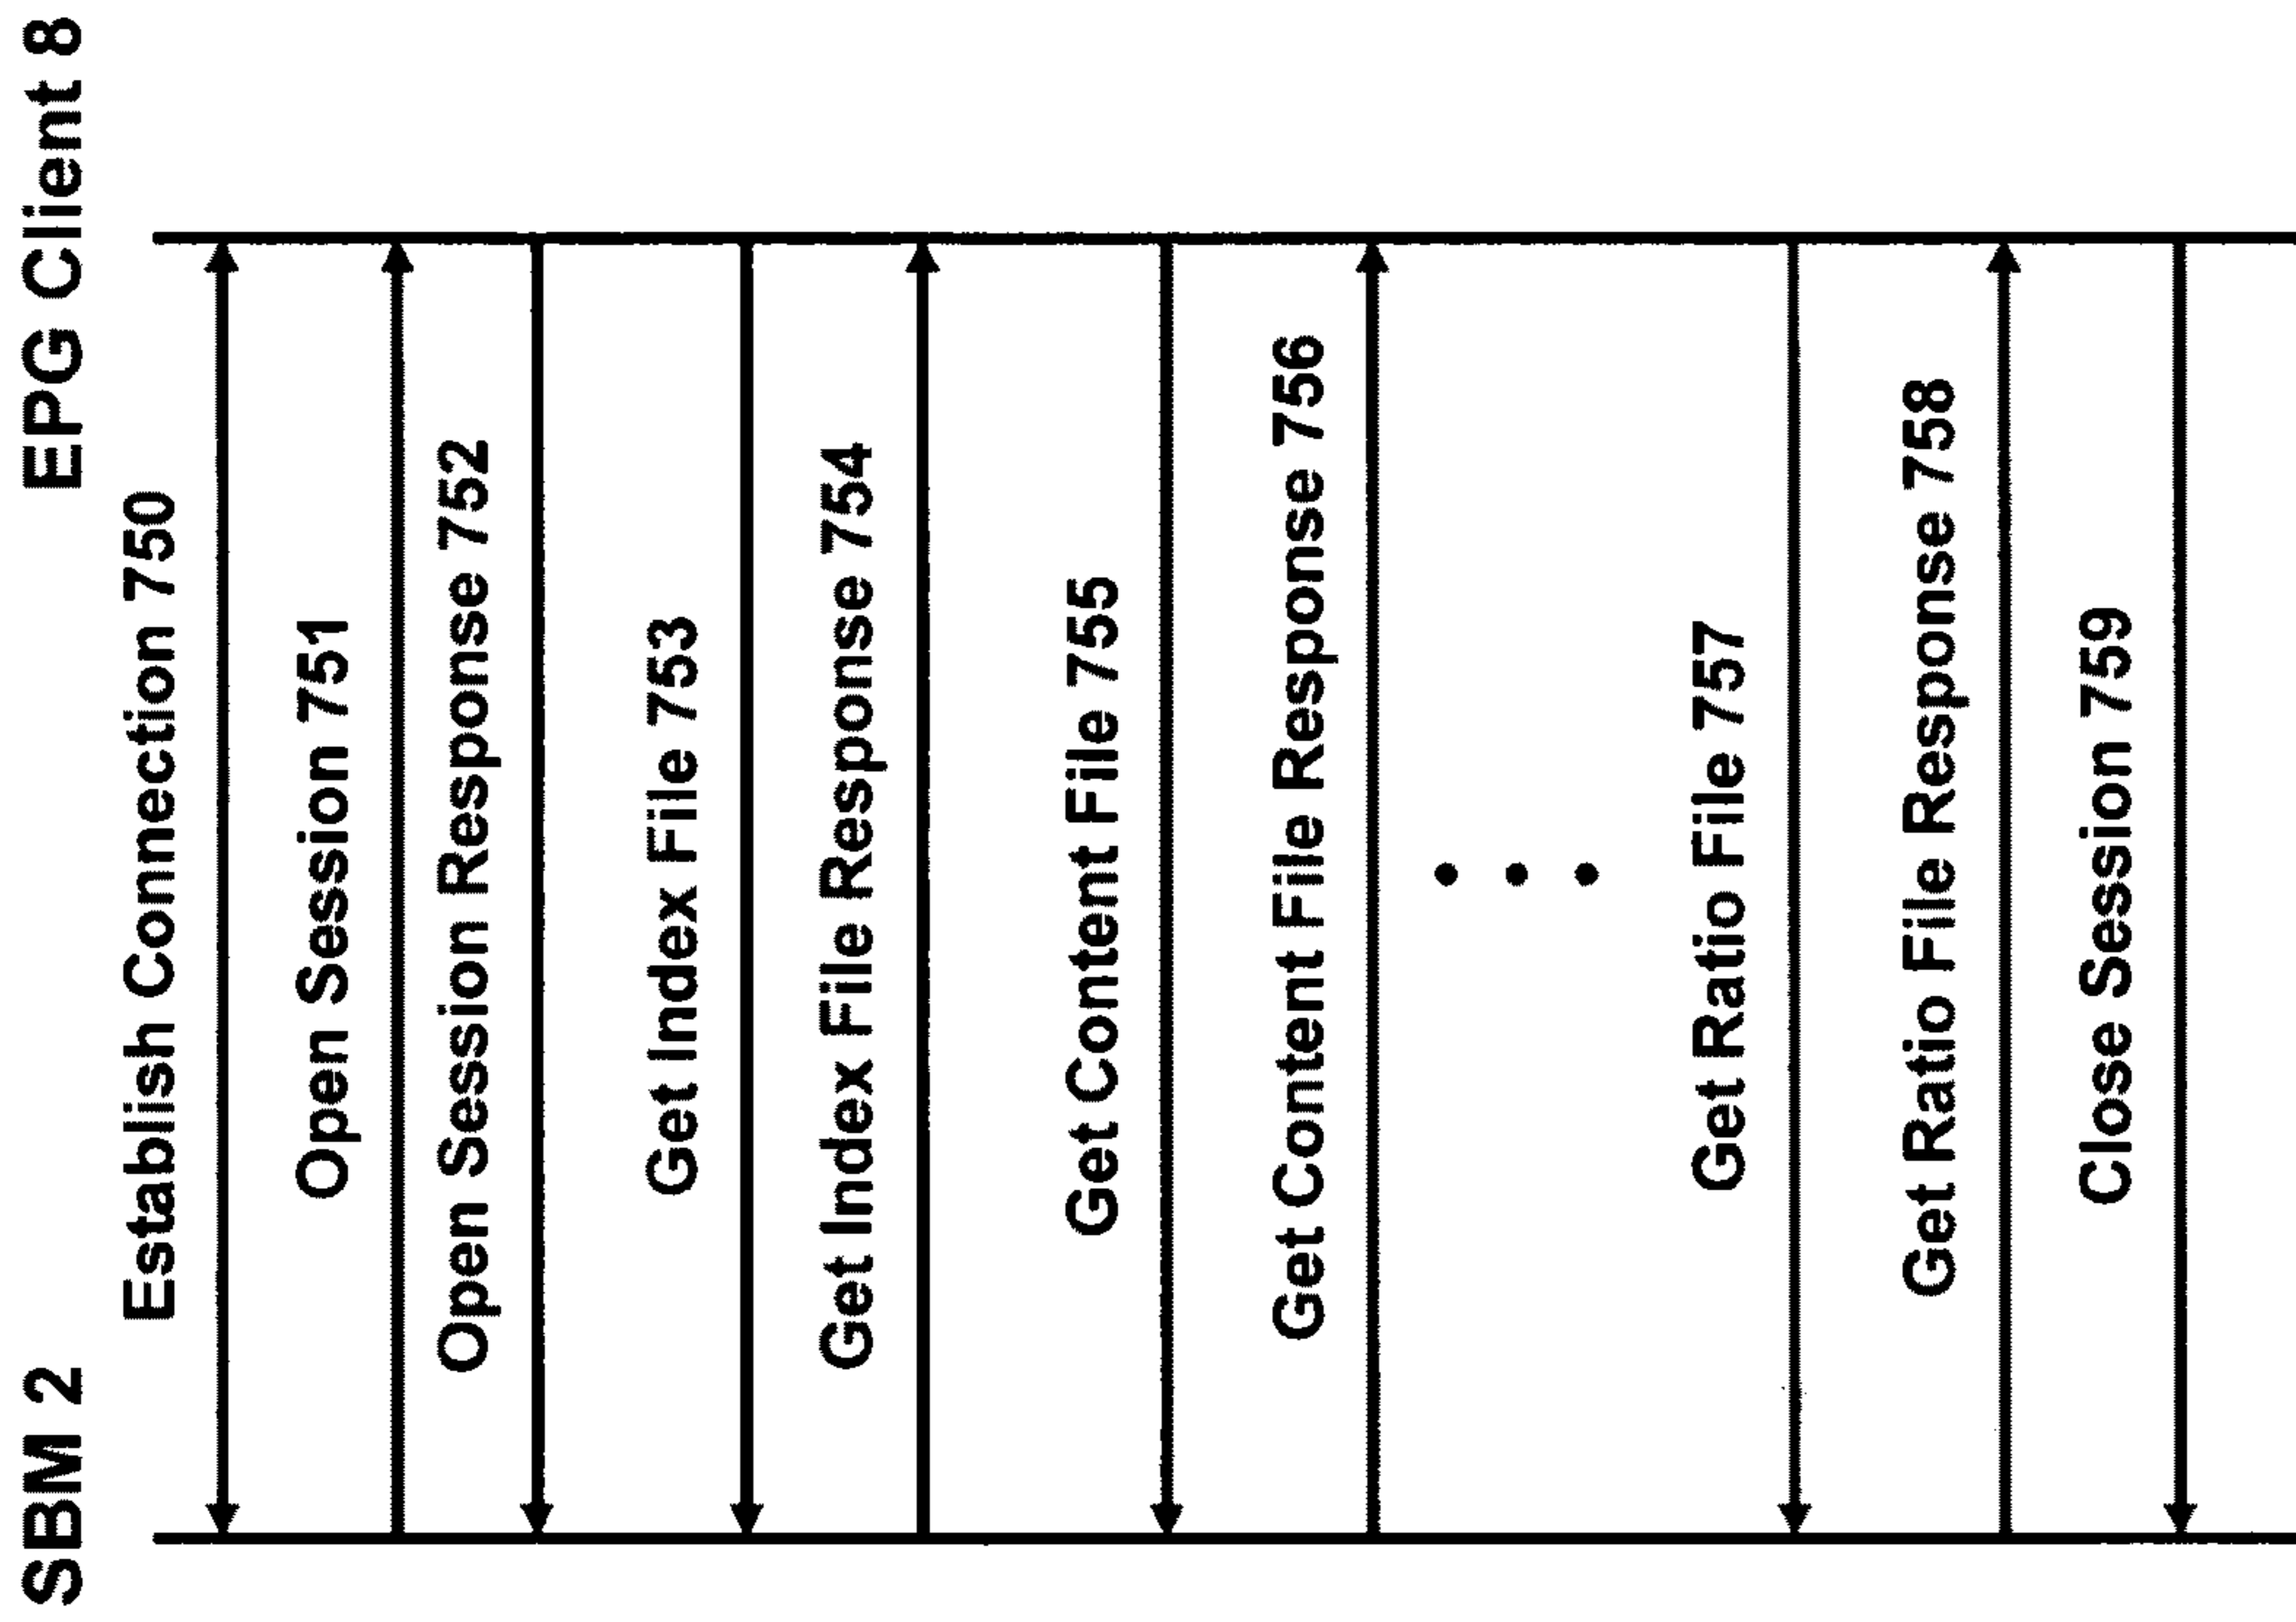 SBM 2
EPG Client 8
Establish Connection 750
Open Session 751
Open Session Response 752
Get Index File 753
Get Index File Response 754
Get Content File 755
Get Content File Response 756
Get Ratio File 757
Get Ratio File Response 758
Close Session 759